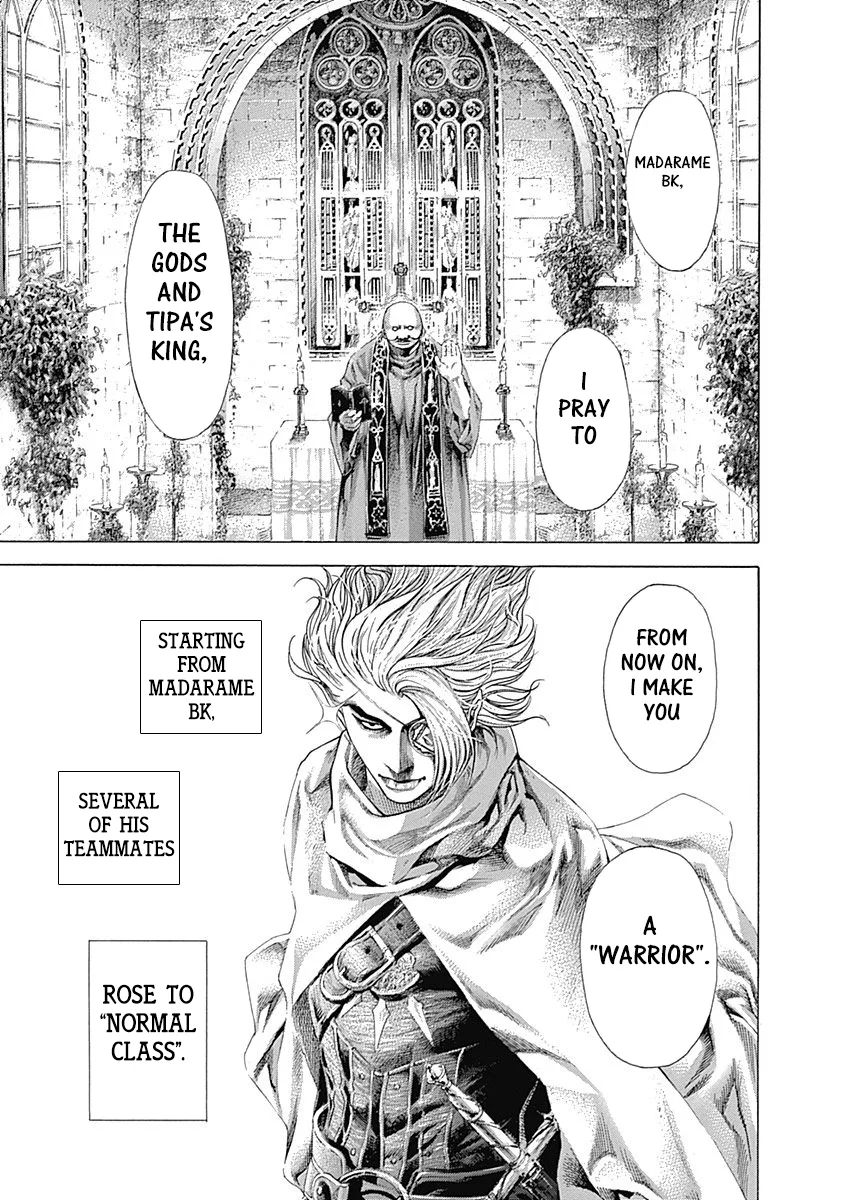 MADARAME
BK,
I
PRAY
TO
THE
GODS
AND
TIPA'S
KING,
FROM
NOW ON,
I MAKE
YOU
A
"WARRIOR".
STARTING
FROM
MADARAME
BK,
SEVERAL
OF HIS
TEAMMATES
ROSE TO
“NORMAL
CLASS”.